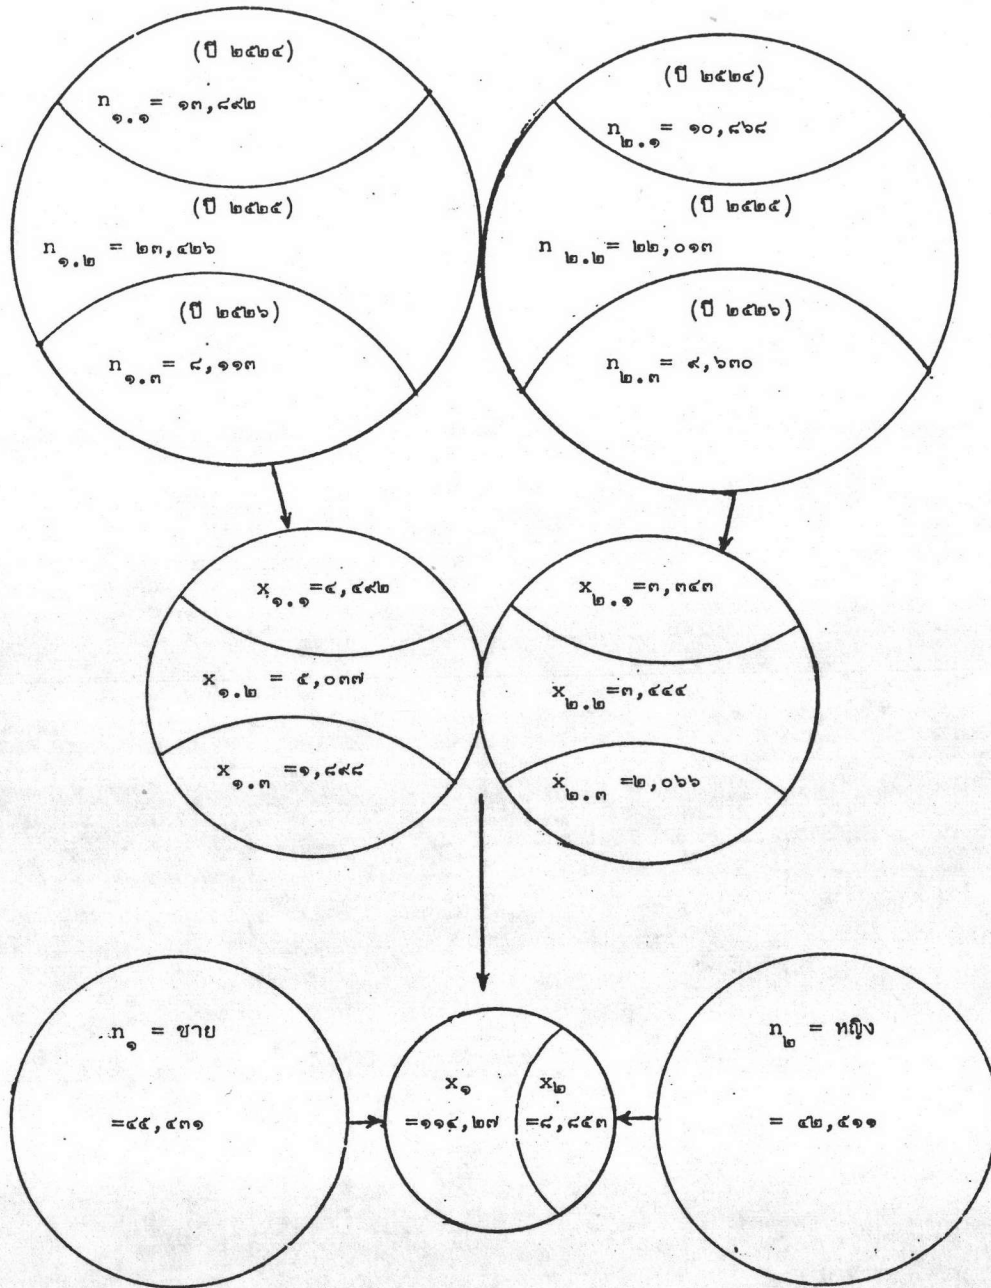 (ปี ๒๕๒๔)
n๑.๑ = ๑๓,๘๙๒
(ปี ๒๕๒๕)
n๑.๒ = ๒๓,๔๒๖
(ปี ๒๕๒๖)
n๑.๓ = ๘,๑๑๓
(ปี ๒๕๒๔)
n๒.๑ = ๑๐,๘๖๘
(ปี ๒๕๒๕)
n๒.๒ = ๒๒,๐๑๓
(ปี ๒๕๒๖)
n๒.๓ = ๙,๖๓๐
x๑.๑ =๔,๔๙๒
x๑.๒ = ๕,๐๓๗
x๑.๓ =๑,๘๙๘
x๒.๑ =๓,๓๔๓
x๒.๒ =๓,๔๔๔
x๒.๓ =๒,๐๖๖
n๑ = ชาย
=๔๕,๔๓๑
x๑
=๑๑๔,๒๗
x๒
=๘,๘๕๓
n๒ = หญิง
= ๔๒,๕๑๑